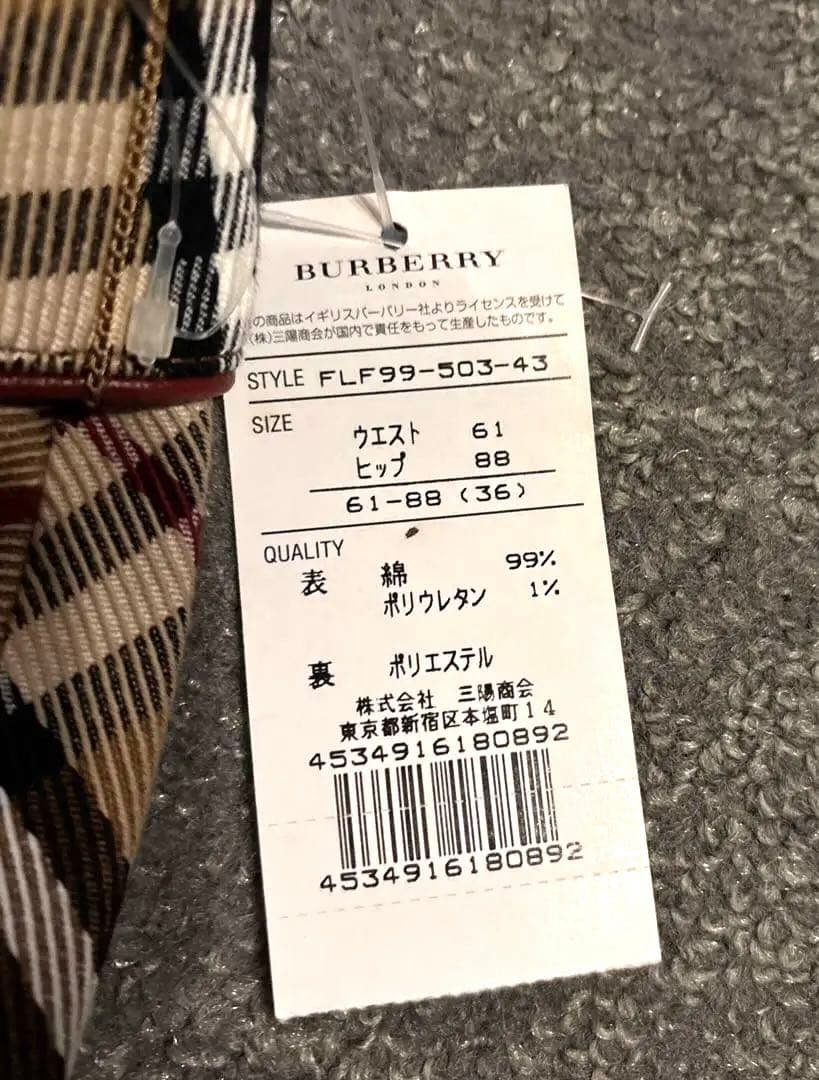 BURBERRY
LONDON
の商品はイギリスバーバリー社よりライセンスを受けて
(株)三陽商会が国内で責任をもって生産したものです。
STYLE FLF99-503-43
SIZE
ウエスト 61
ヒップ 88
61-88 (36)
QUALITY
表 綿 99%
ポリウレタン 1%
裏 ポリエステル
株式会社 三陽商会
東京都新宿区本塩町14
4534916180892
4534916180892